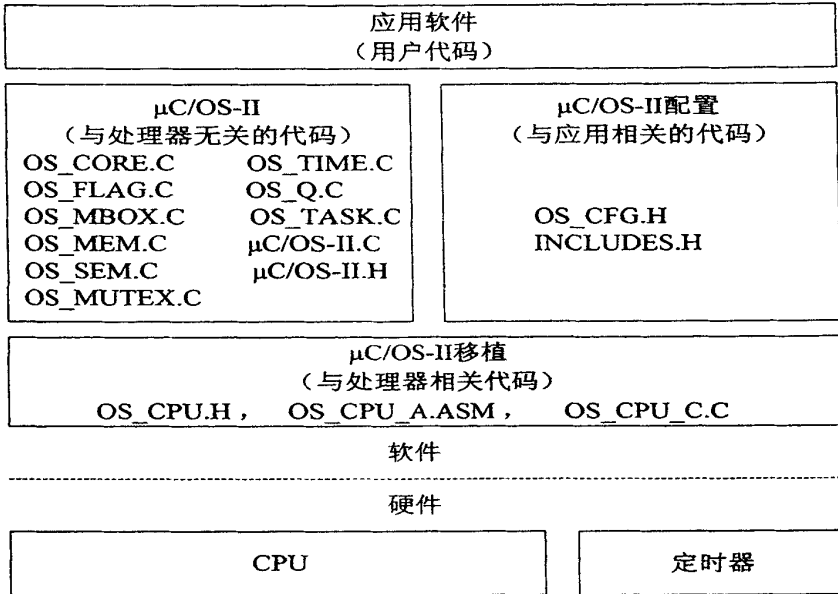 应用软件
（用户代码）
μC/OS-II
（与处理器无关的代码）
OS_CORE.C OS_TIME.C
OS_FLAG.C OS_Q.C
OS_MBOX.C OS_TASK.C
OS_MEM.C μC/OS-II.C
OS_SEM.C μC/OS-II.H
OS_MUTEX.C
μC/OS-II配置
（与应用相关的代码）
OS_CFG.H
INCLUDES.H
μC/OS-II移植
（与处理器相关代码）
OS_CPU.H， OS_CPU_A.ASM， OS_CPU_C.C
软件
硬件
CPU
定时器